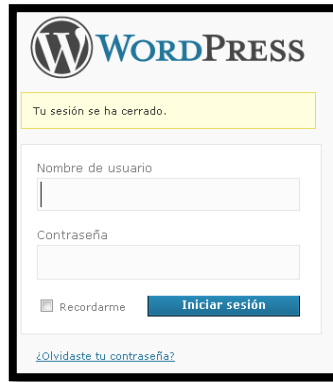 WORDPRESS
Tu sesión se ha cerrado.
Nombre de usuario
Contraseña
Recordarme
Iniciar sesión
¿Olvidaste tu contraseña?